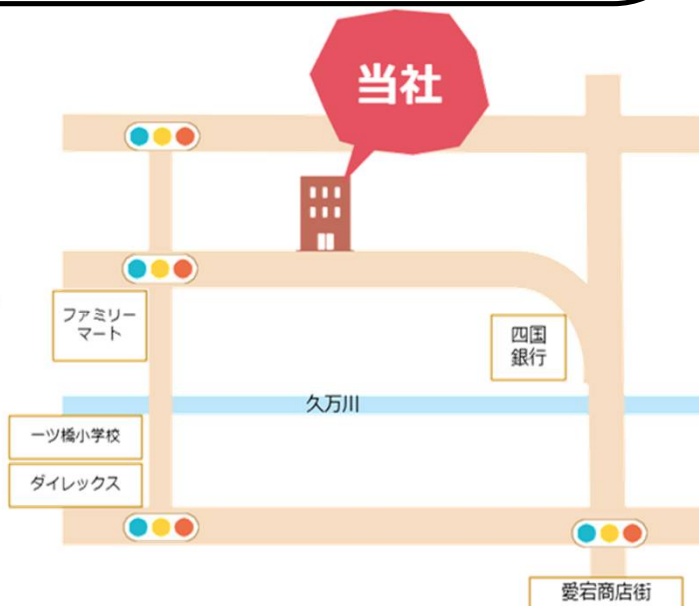 当社
ファミリー
マート
四国
銀行
久万川
一ツ橋小学校
ダイレックス
愛宕商店街